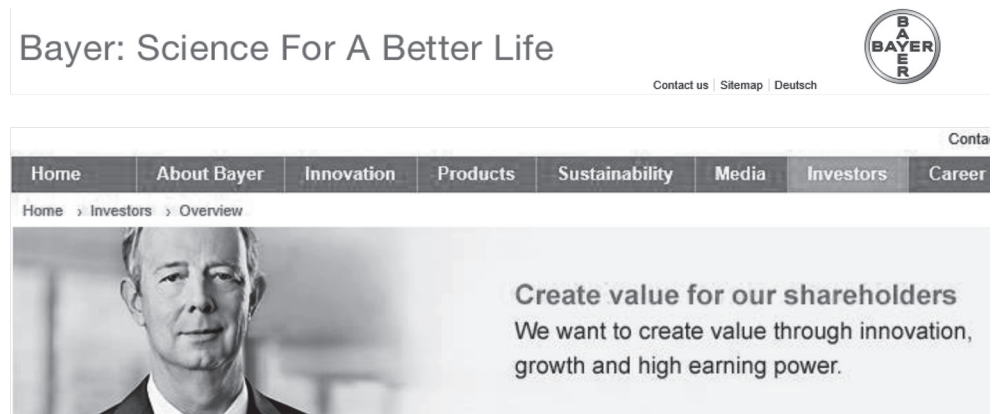 Bayer: Science For A Better Life
BAYER
BAYER
Contact us Sitemap Deutsch
Conta
Home About Bayer Innovation Products Sustainability Media Investors Career
Home › Investors › Overview
Create value for our shareholders
We want to create value through innovation,
growth and high earning power.